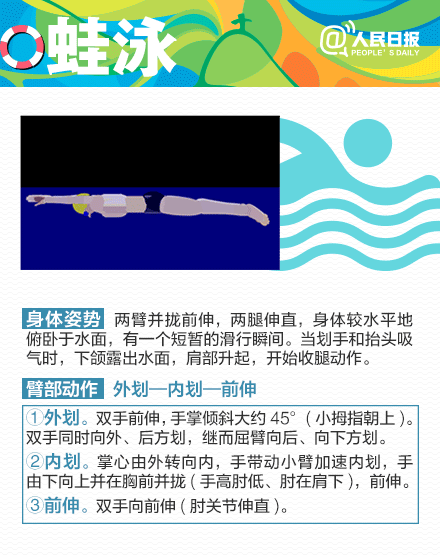 蛙泳
@人民日报
PEOPLE'S DAILY
身体姿势 两臂并拢前伸，两腿伸直，身体较水平地
俯卧于水面，有一个短暂的滑行瞬间。当划手和抬头吸
气时，下颌露出水面，肩部升起，开始收腿动作。
臂部动作 外划—内划—前伸
①外划。双手前伸，手掌倾斜大约 45°（小拇指朝上）。
双手同时向外、后方划，继而屈臂向后、向下方划。
②内划。掌心由外转向内，手带动小臂加速内划，手
由下向上并在胸前并拢（手高肘低、肘在肩下），前伸。
③前伸。双手向前伸（肘关节伸直）。